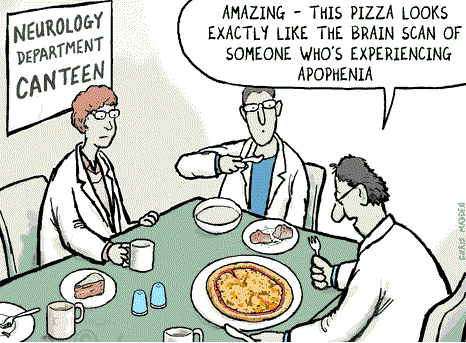 NEUROLOGY
DEPARTMENT
CANTEEN
AMAZING - THIS PIZZA LOOKS
EXACTLY LIKE THE BRAIN SCAN OF
SOMEONE WHO'S EXPERIENCING
APOPHENIA
CHRIS MADDEN